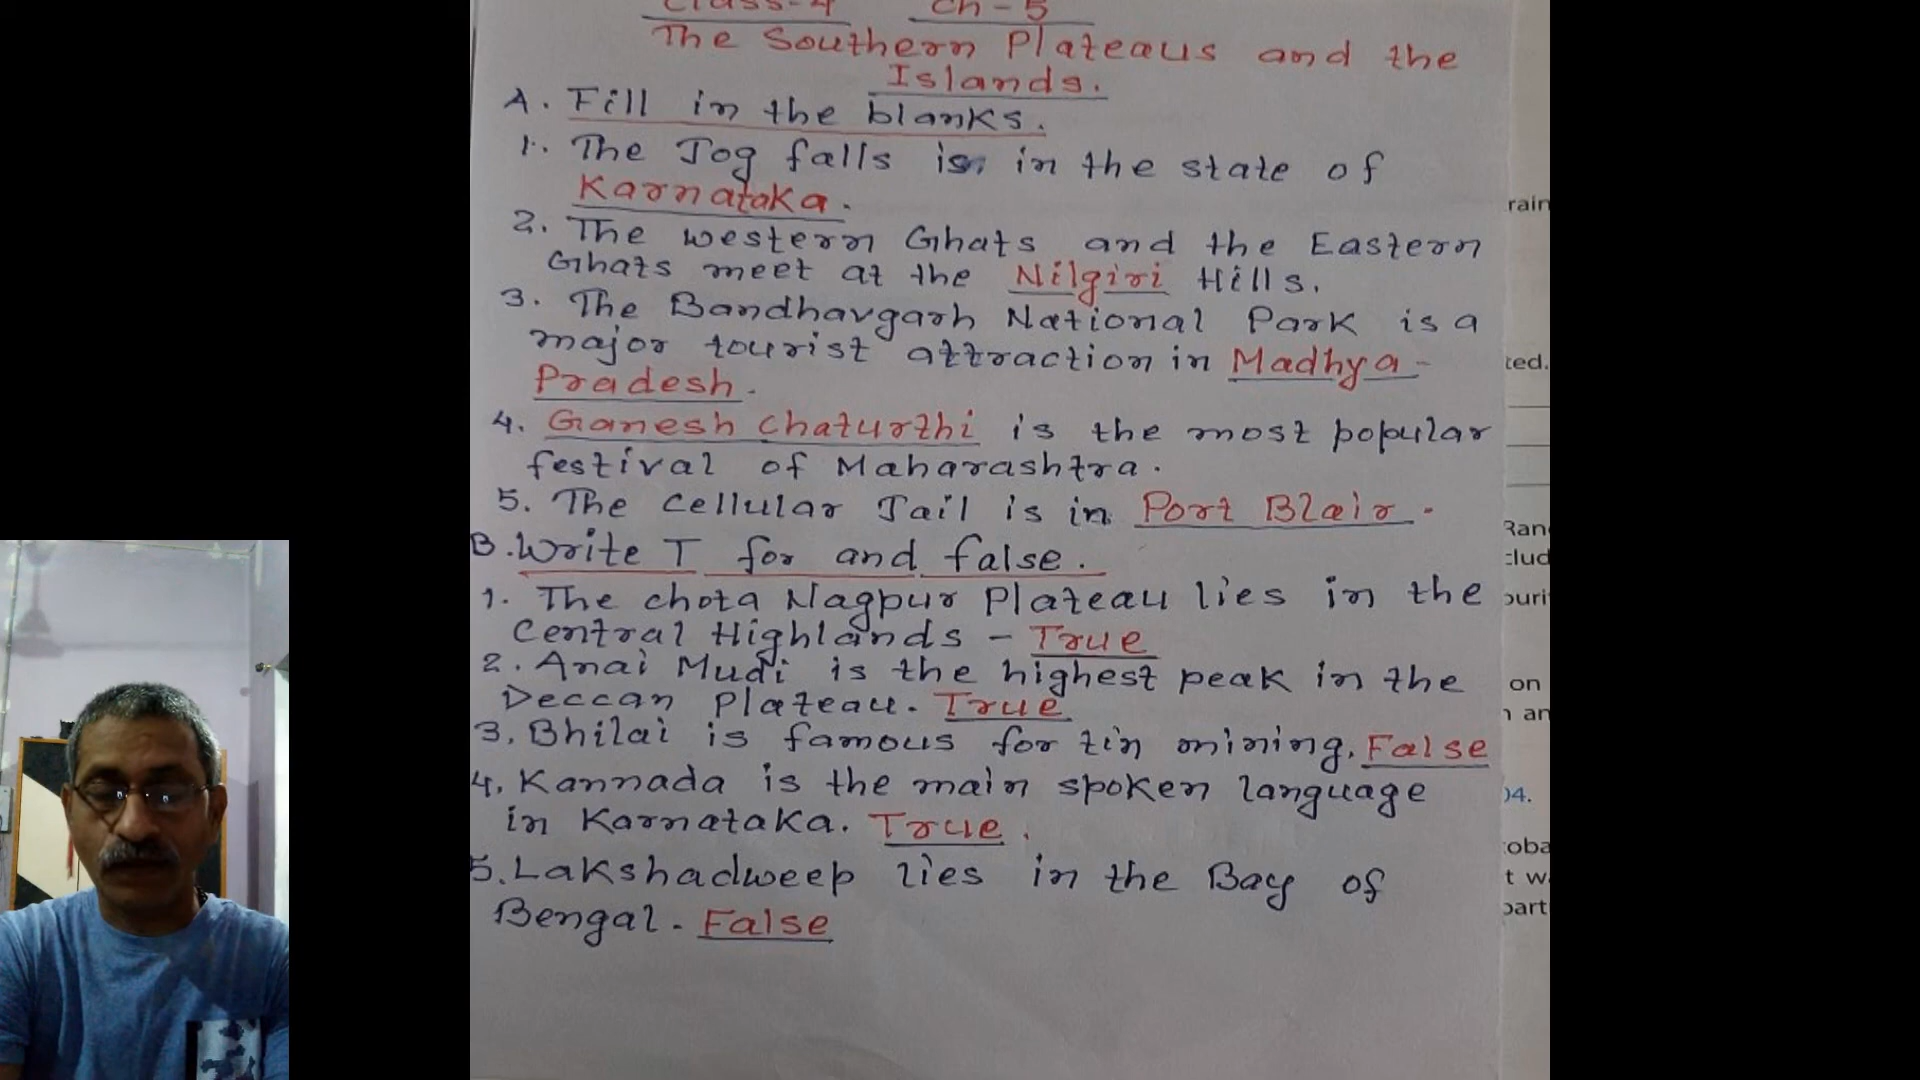 Class-4 Ch-5
The Southern Plateaus and the
Islands.
A. Fill in the blanks.
1. The Jog falls is in the state of
Karnataka.
2. The Western Ghats and the Eastern
Ghats meet at the Nilgiri Hills.
3. The Bandhavgarh National Park is a
major tourist attraction in Madhya-
Pradesh.
4. Ganesh Chaturthi is the most popular
festival of Maharashtra.
5. The Cellular Jail is in Port Blair.
B. Write T for and false.
1. The Chota Nagpur Plateau lies in the
Central Highlands - True
2. Anai Mudi is the highest peak in the
Deccan Plateau. True
3. Bhilai is famous for tin mining. False
4. Kannada is the main spoken language
in Karnataka. True.
5. Lakshadweep lies in the Bay of
Bengal. False
ted.
on
04.